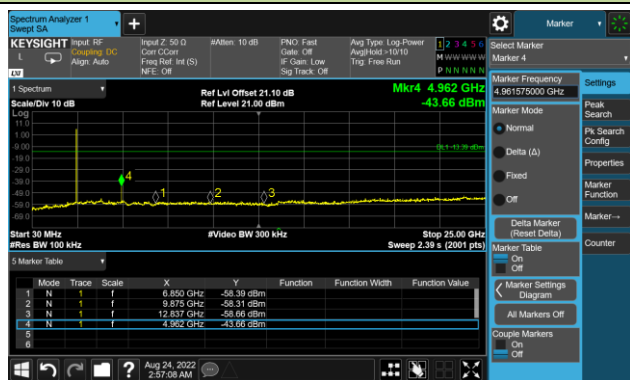 Spectrum Analyzer 1
Swept SA
+
Marker
KEYSIGHT
L
LXI
Input: RF
Coupling: DC
Align: Auto
Input Z: 50 Ω
Corr CCorr
Freq Ref: Int (S)
NFE: Off
#Atten: 10 dB
PNO: Fast
Gate: Off
IF Gain: Low
Sig Track: Off
Avg Type: Log-Power
Avg|Hold:>10/10
Trig: Free Run
1 2 3 4 5 6
M W W W W W
P N N N N N
Select Marker
Marker 4
1 Spectrum
Scale/Div 10 dB
Log
Ref Lvl Offset 21.10 dB
Ref Level 21.00 dBm
Mkr4 4.962 GHz
-43.66 dBm
11.0
1.00
-9.00
-19.0
-29.0
-39.0
-49.0
-59.0
-69.0
DL1 -13.39 dBm
4
1
2
3
Start 30 MHz
#Res BW 100 kHz
#Video BW 300 kHz
Stop 25.00 GHz
Sweep 2.39 s (2001 pts)
5 Marker Table
Mode Trace Scale X Y Function Function Width Function Value
1 N 1 f 6.850 GHz -58.39 dBm
2 N 1 f 9.875 GHz -58.31 dBm
3 N 1 f 12.837 GHz -58.66 dBm
4 N 1 f 4.962 GHz -43.66 dBm
5
6
Marker Frequency
4.961575000 GHz
Marker Mode
Normal
Delta (Δ)
Fixed
Off
Delta Marker
(Reset Delta)
Marker Table
On
Off
Marker Settings
Diagram
All Markers Off
Couple Markers
On
Off
Settings
Peak
Search
Pk Search
Config
Properties
Marker
Function
Marker→
Counter
?
Aug 24, 2022
2:57:08 AM